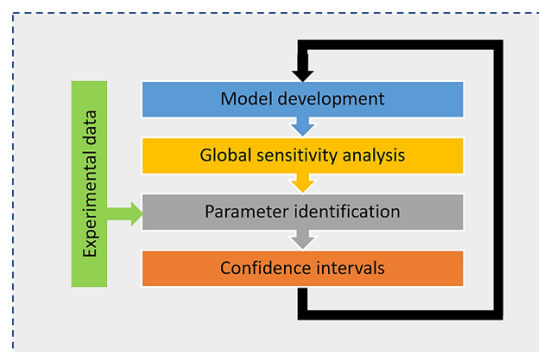 Experimental data
Model development
Global sensitivity analysis
Parameter identification
Confidence intervals